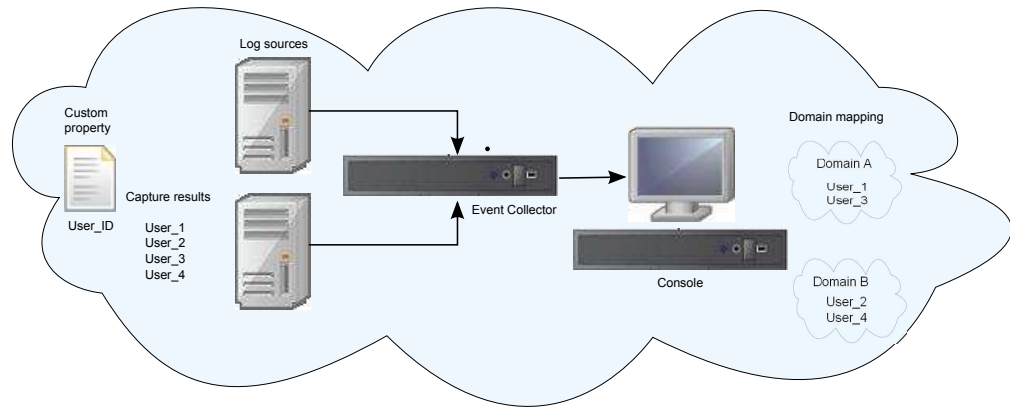 Log sources
Custom
property
User_ID
Capture results
User_1
User_2
User_3
User_4
Event Collector
Console
Domain mapping
Domain A
User_1
User_3
Domain B
User_2
User_4